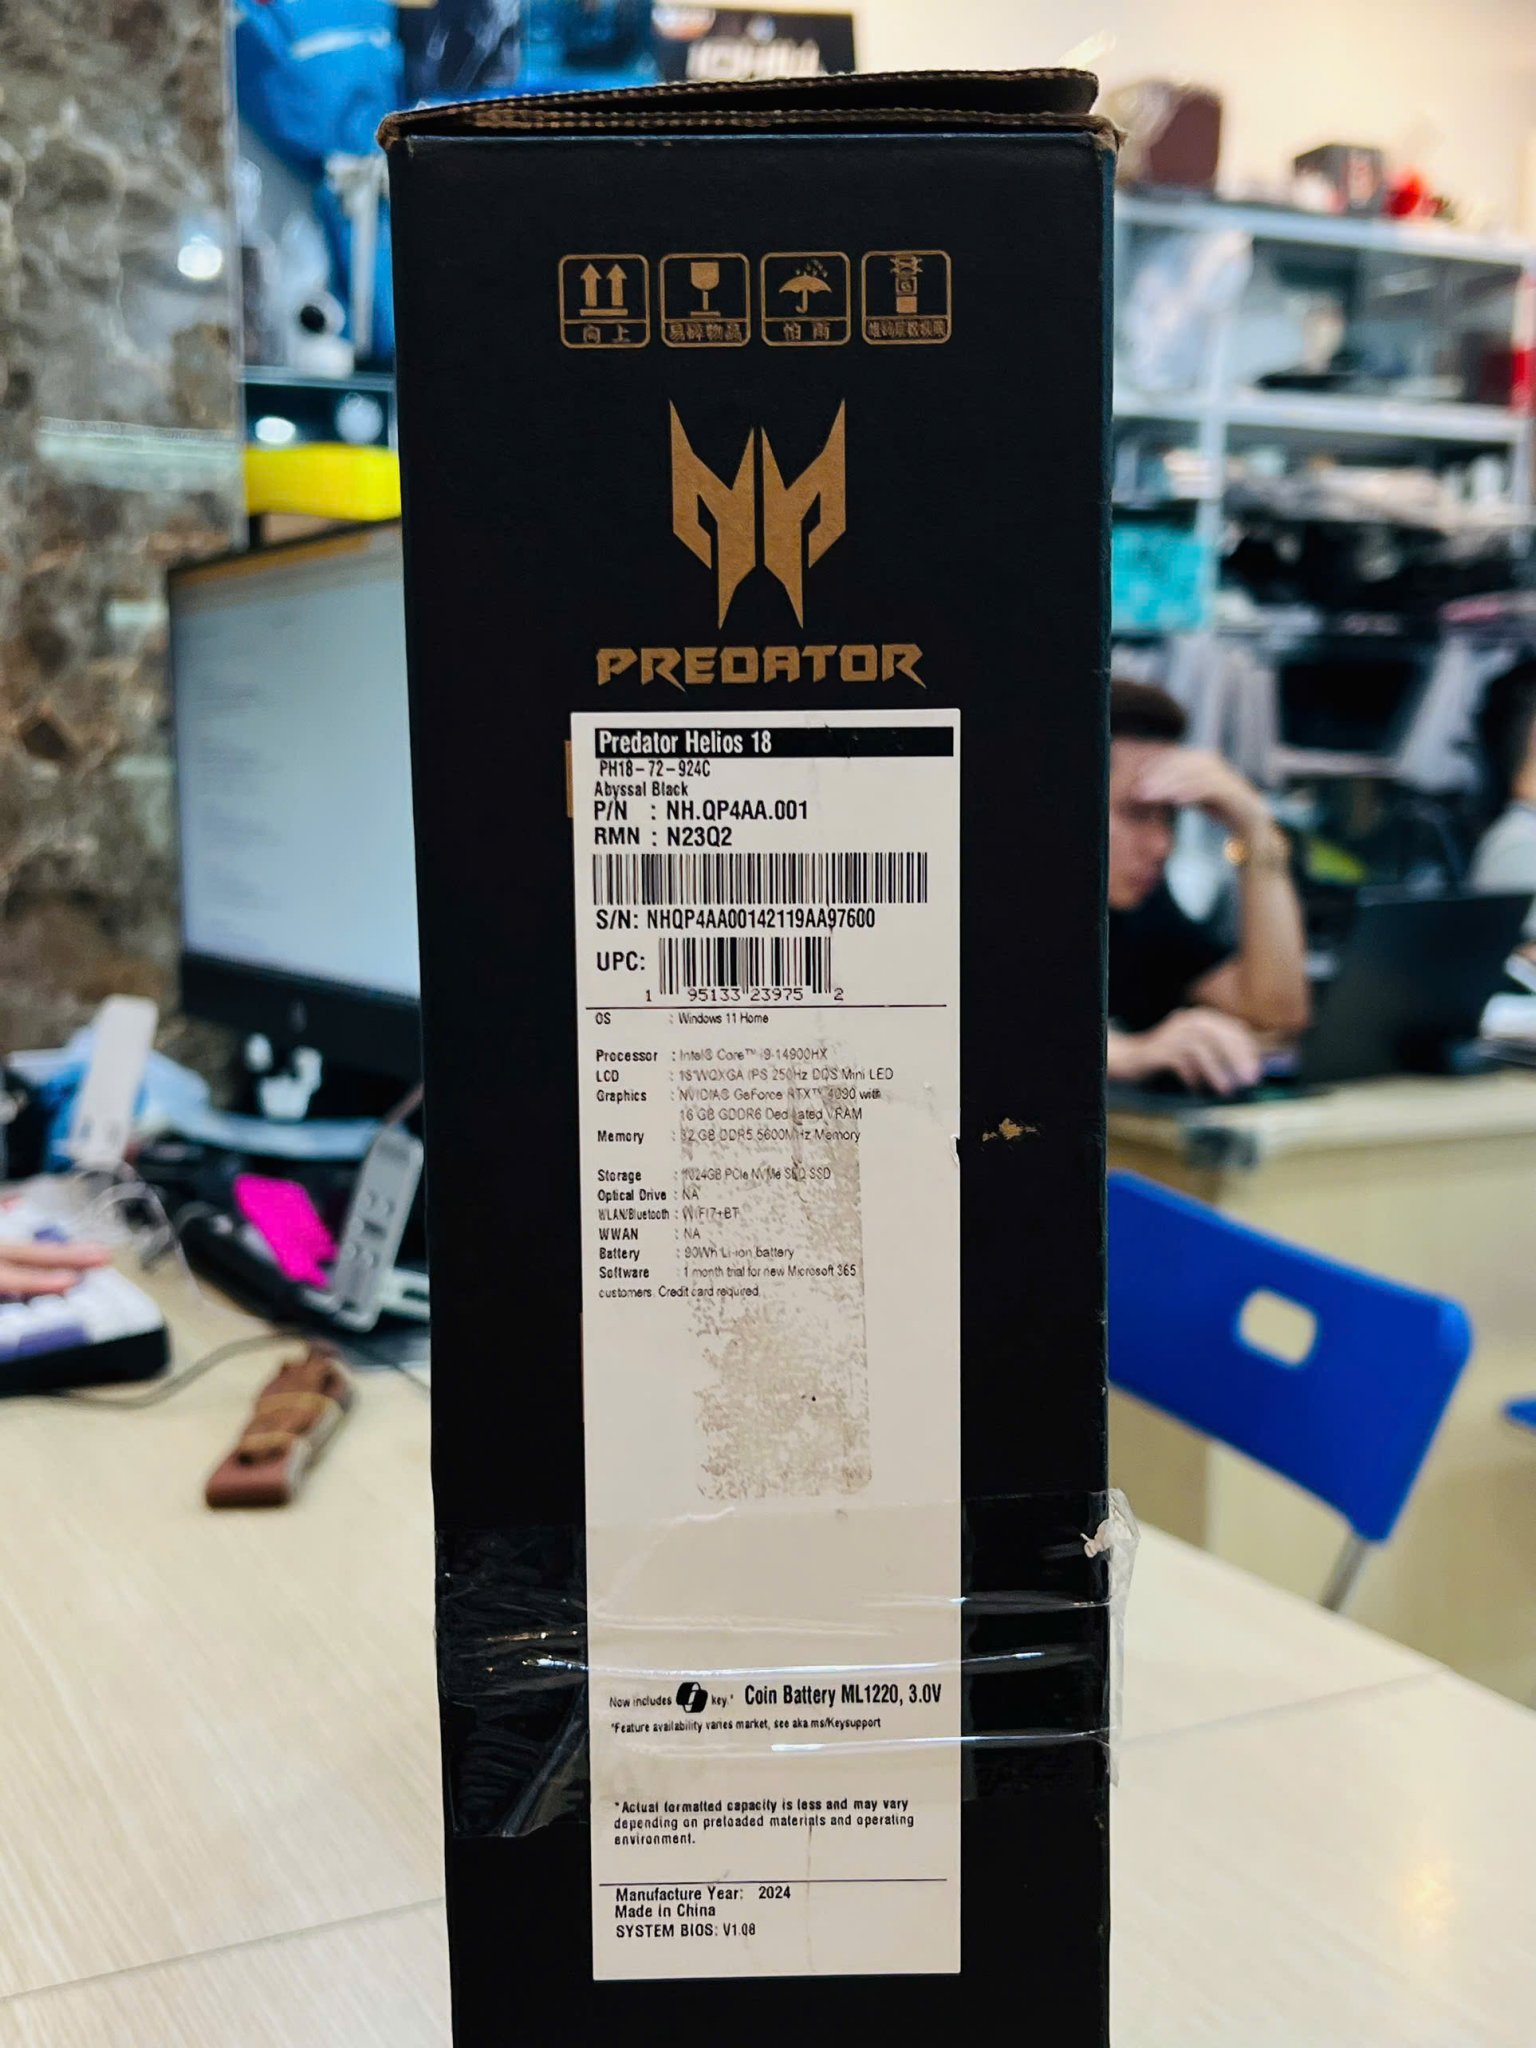 向上
易碎物品
怕雨
PREDATOR
Predator Helios 18
PH18-72-924C
Abyssal Black
P/N : NH.QP4AA.001
RMN : N23Q2
S/N: NHQP4AA00142119AA97600
UPC:
1 95133 23975 2
OS : Windows 11 Home
Processor : Intel® Core™ i9-14900HX
LCD : 18"WQXGA IPS 250Hz DDS Mini LED
Graphics : NVIDIA® GeForce RTX™ 4090 with
16 GB GDDR6 Dedicated VRAM
Memory : 32 GB DDR5 5600MHz Memory
Storage : 1024GB PCIe NVMe SED SSD
Optical Drive : NA
WLAN/Bluetooth : WIFI7+BT
WWAN : NA
Battery : 90Wh Li-ion battery
Software : 1 month trial for new Microsoft 365
customers. Credit card required.
Now includes key.* Coin Battery ML1220, 3.0V
*Feature availability varies market, see aka.ms/Keysupport
*Actual formatted capacity is less and may vary
depending on preloaded materials and operating
environment.
Manufacture Year: 2024
Made in China
SYSTEM BIOS: V1.08